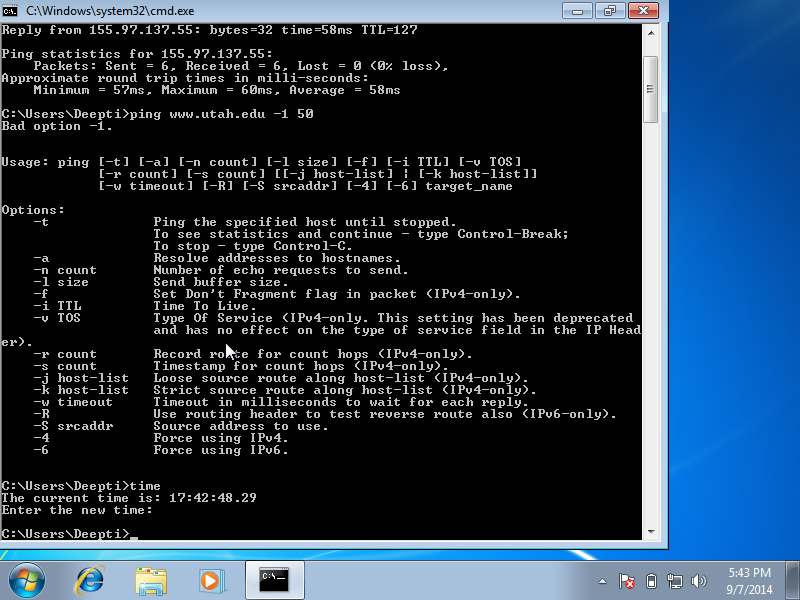 C:\Windows\system32\cmd.exe
Reply from 155.97.137.55: bytes=32 time=58ms TTL=127
Ping statistics for 155.97.137.55:
Packets: Sent = 6, Received = 6, Lost = 0 (0% loss),
Approximate round trip times in milli-seconds:
Minimum = 57ms, Maximum = 60ms, Average = 58ms
C:\Users\Deepti>ping www.utah.edu -1 50
Bad option -1.
Usage: ping [-t] [-a] [-n count] [-l size] [-f] [-i TTL] [-v TOS]
[-r count] [-s count] [[-j host-list] | [-k host-list]]
[-w timeout] [-R] [-S srcaddr] [-4] [-6] target_name
Options:
-t Ping the specified host until stopped.
To see statistics and continue - type Control-Break;
To stop - type Control-C.
-a Resolve addresses to hostnames.
-n count Number of echo requests to send.
-l size Send buffer size.
-f Set Don't Fragment flag in packet (IPv4-only).
-i TTL Time To Live.
-v TOS Type Of Service (IPv4-only. This setting has been deprecated
and has no effect on the type of service field in the IP Head
er).
-r count Record route for count hops (IPv4-only).
-s count Timestamp for count hops (IPv4-only).
-j host-list Loose source route along host-list (IPv4-only).
-k host-list Strict source route along host-list (IPv4-only).
-w timeout Timeout in milliseconds to wait for each reply.
-R Use routing header to test reverse route also (IPv6-only).
-S srcaddr Source address to use.
-4 Force using IPv4.
-6 Force using IPv6.
C:\Users\Deepti>time
The current time is: 17:42:48.29
Enter the new time:
C:\Users\Deepti>_
5:43 PM
9/7/2014